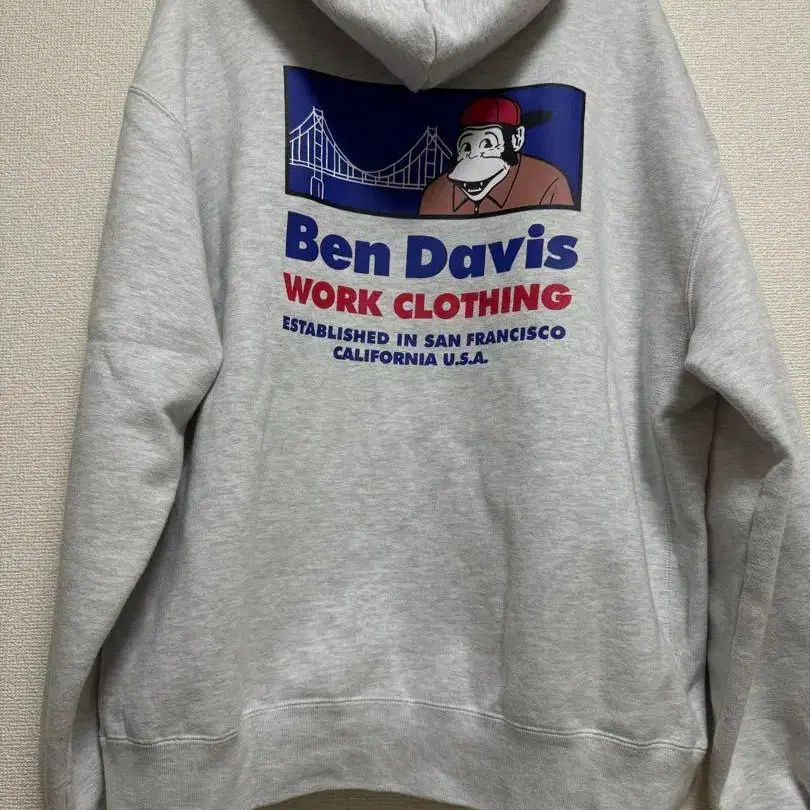 Ben Davis
WORK CLOTHING
ESTABLISHED IN SAN FRANCISCO
CALIFORNIA U.S.A.